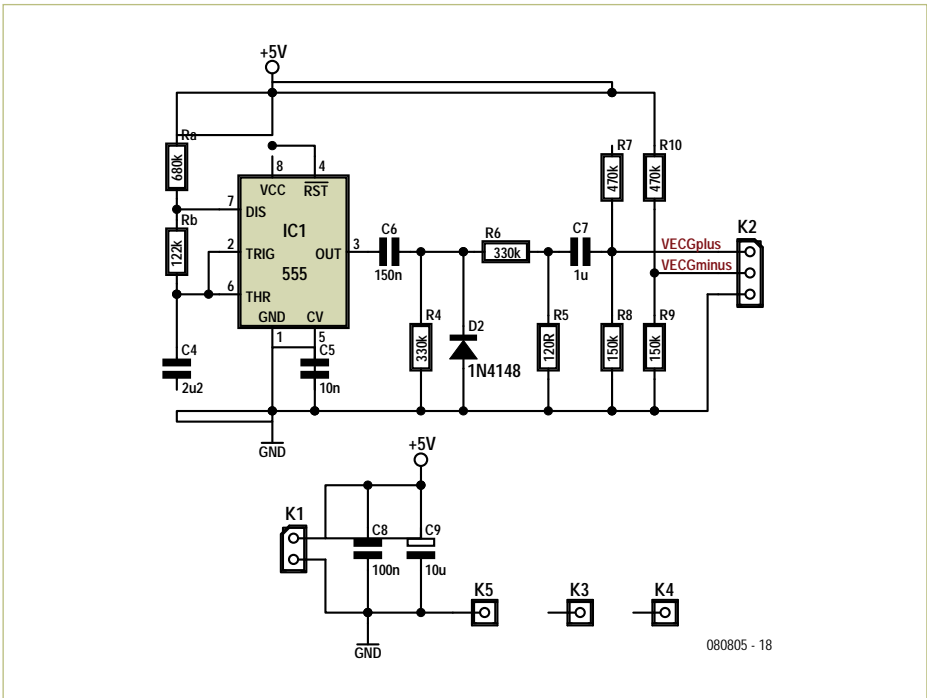 +5V
Ra
680k
Rb
122k
C4
2u2
8
4
VCC
RST
7
DIS
IC1
2
TRIG
OUT
3
555
6
THR
GND
CV
1
5
C5
10n
GND
C6
150n
R4
330k
D2
1N4148
R6
330k
R5
120R
C7
1u
R7
470k
R10
470k
R8
150k
R9
150k
VECGplus
VECGminus
K2
+5V
K1
C8
100n
C9
10u
GND
K5
K3
K4
080805 - 18